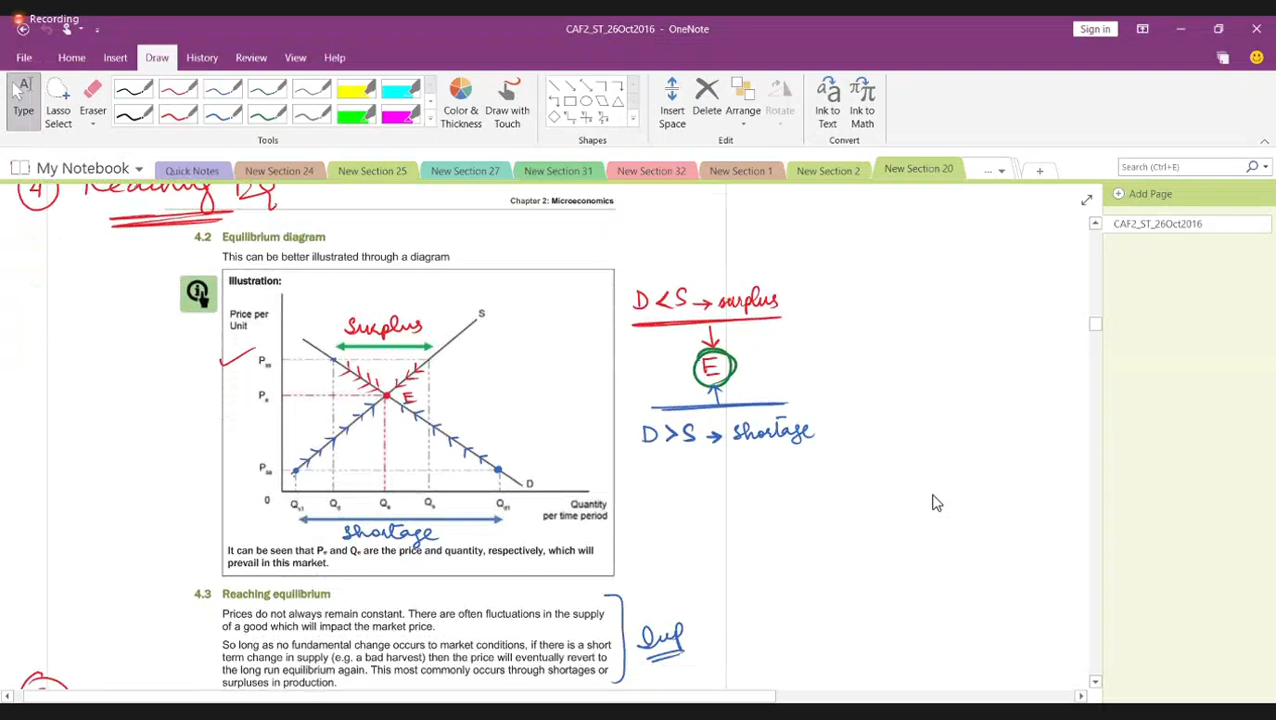 Recording
CAF2_ST_26Oct2016 - OneNote
Sign in
File Home Insert Draw History Review View Help
Type
Lasso Select
Eraser
Color & Thickness
Draw with Touch
Insert Space
Delete
Arrange
Rotate
Ink to Text
Ink to Math
Tools
Shapes
Edit
Convert
My Notebook
Quick Notes
New Section 24
New Section 25
New Section 27
New Section 31
New Section 32
New Section 1
New Section 2
New Section 20
...
Search (Ctrl+E)
Add Page
CAF2_ST_26Oct2016
4
Chapter 2: Microeconomics
4.2 Equilibrium diagram
This can be better illustrated through a diagram
Illustration:
Price per
Unit
Surplus
S
Pss
Pe
E
D
0
Qs1 Qd Qe Qs Qd1
Quantity
per time period
shortage
It can be seen that Pe and Qe are the price and quantity, respectively, which will
prevail in this market.
D < S → surplus
E
D > S → shortage
4.3 Reaching equilibrium
Prices do not always remain constant. There are often fluctuations in the supply
of a good which will impact the market price.
So long as no fundamental change occurs to market conditions, if there is a short
term change in supply (e.g. a bad harvest) then the price will eventually revert to
the long run equilibrium again. This most commonly occurs through shortages or
surpluses in production.